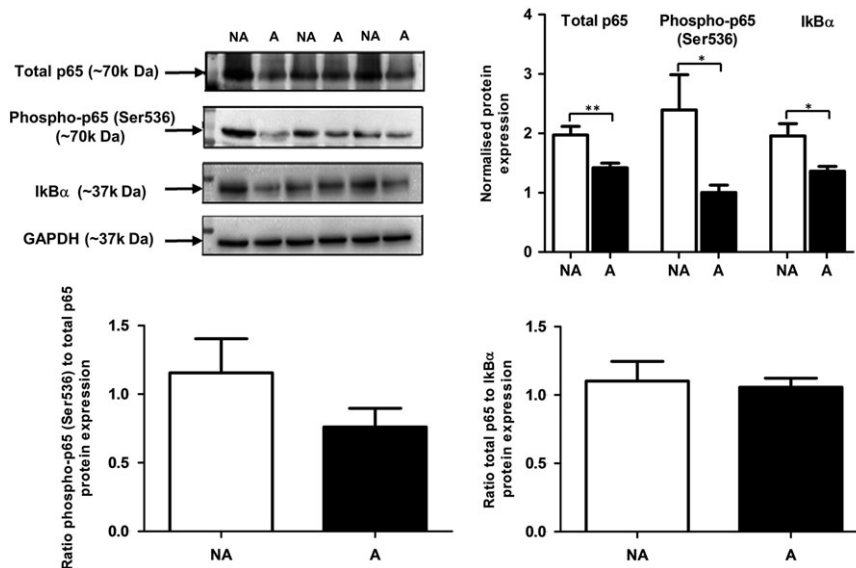 NA A NA A NA A
Total p65 (~70k Da)
Phospho-p65 (Ser536)
(~70k Da)
IkBα (~37k Da)
GAPDH (~37k Da)
Normalised protein
expression
4
3
2
1
0
Total p65
Phospho-p65
(Ser536)
IkBα
**
*
*
NA A NA A NA A
Ratio phospho-p65 (Ser536) to total p65
protein expression
1.5
1.0
0.5
0.0
NA A
Ratio total p65 to IkBα
protein expression
1.5
1.0
0.5
0.0
NA A